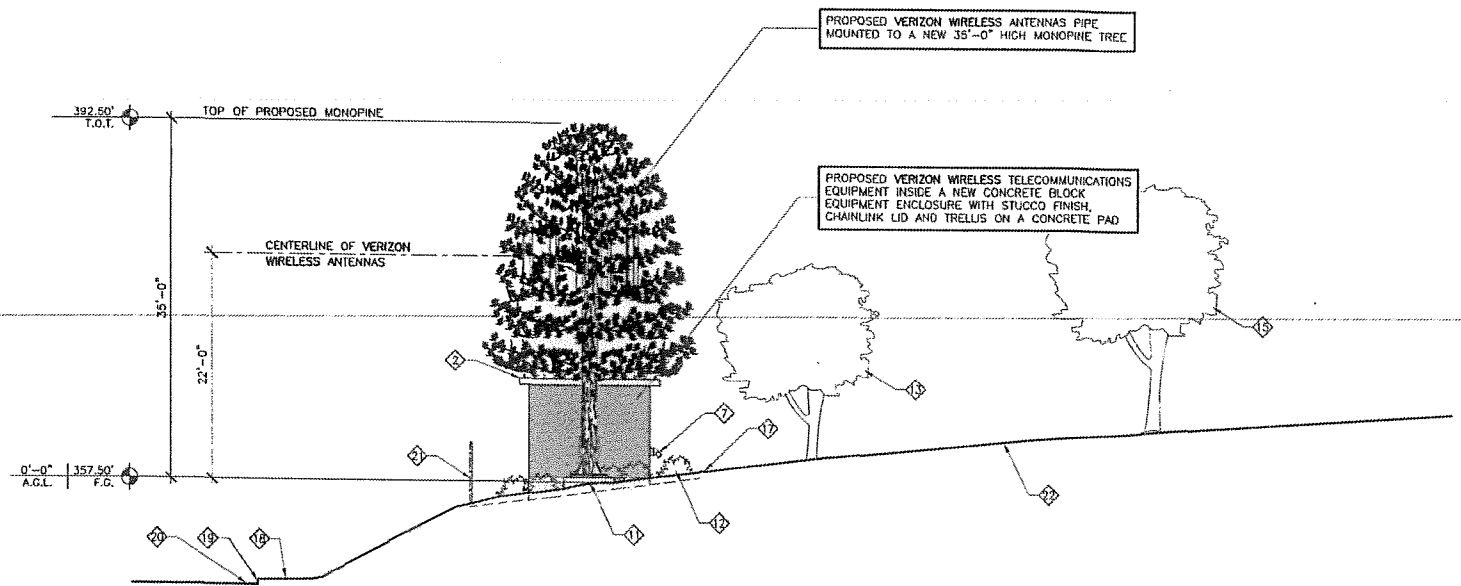 PROPOSED VERIZON WIRELESS ANTENNAS PIPE
MOUNTED TO A NEW 35'-0" HIGH MONOPINE TREE
392.50'
T.O.T.
TOP OF PROPOSED MONOPINE
PROPOSED VERIZON WIRELESS TELECOMMUNICATIONS
EQUIPMENT INSIDE A NEW CONCRETE BLOCK
EQUIPMENT ENCLOSURE WITH STUCCO FINISH,
CHAINLINK LID AND TRELLIS ON A CONCRETE PAD
CENTERLINE OF VERIZON
WIRELESS ANTENNAS
35'-0"
22'-0"
15
2
13
7
17
21
0'-0"
A.G.L.
357.50'
F.G.
22
12
11
20
19
18